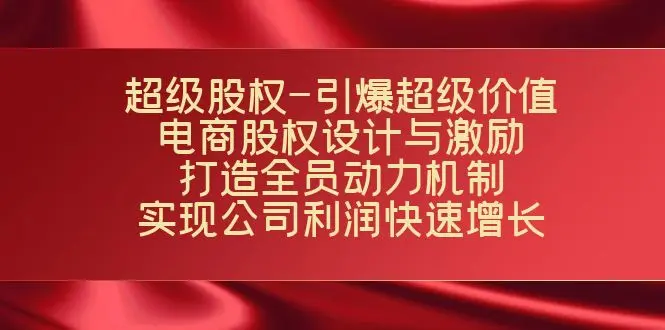 超级股权-引爆超级价值
电商股权设计与激励
打造全员动力机制
实现公司利润快速增长